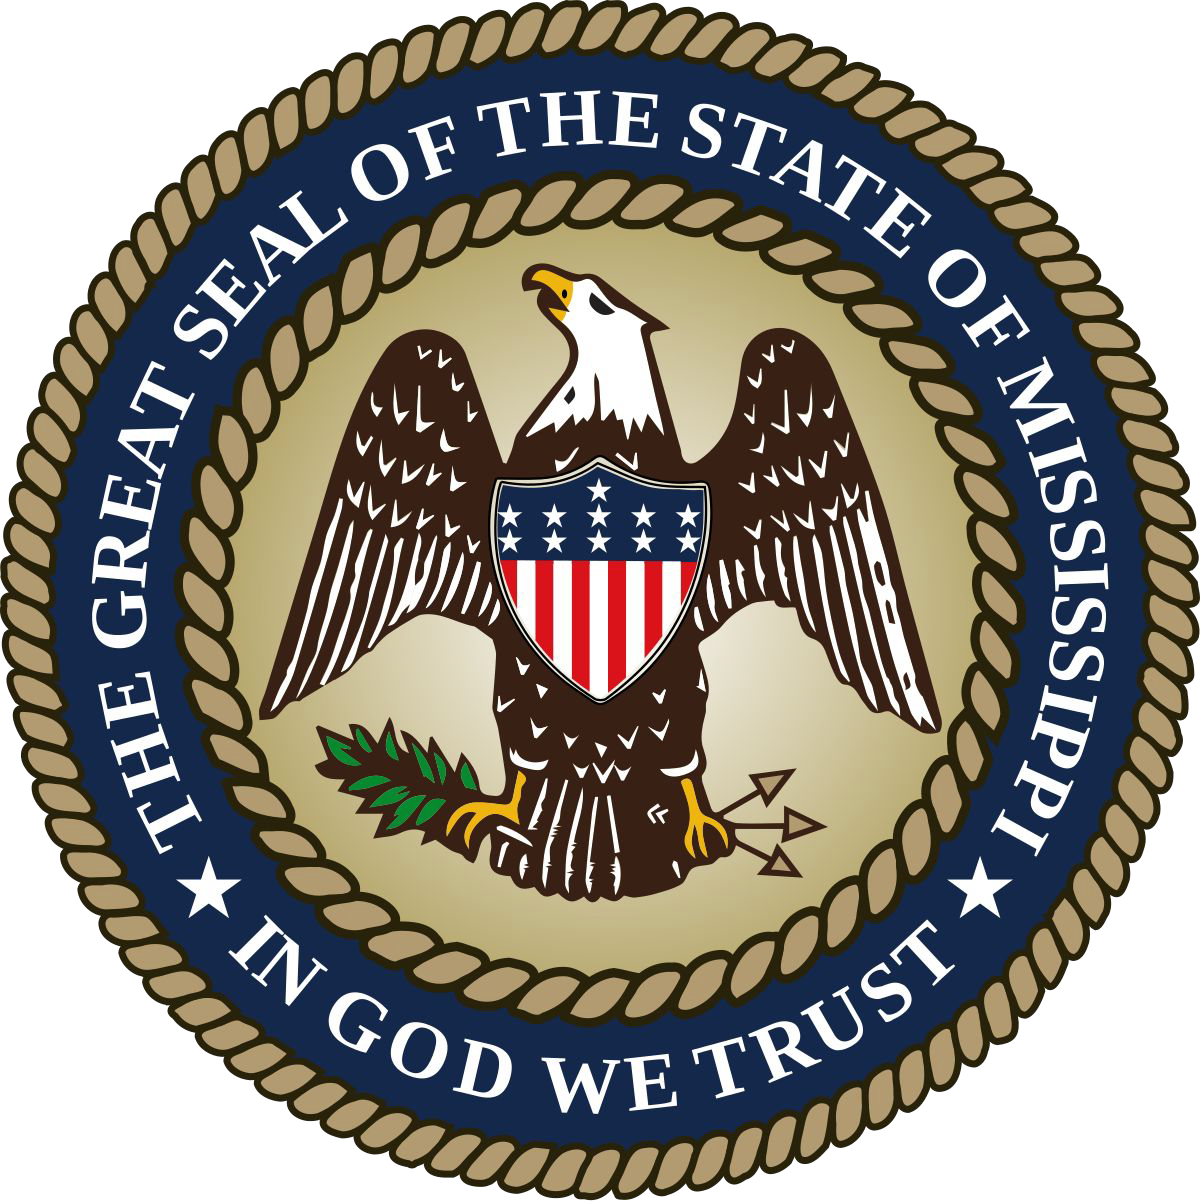 THE GREAT SEAL OF THE STATE OF MISSISSIPPI
IN GOD WE TRUST